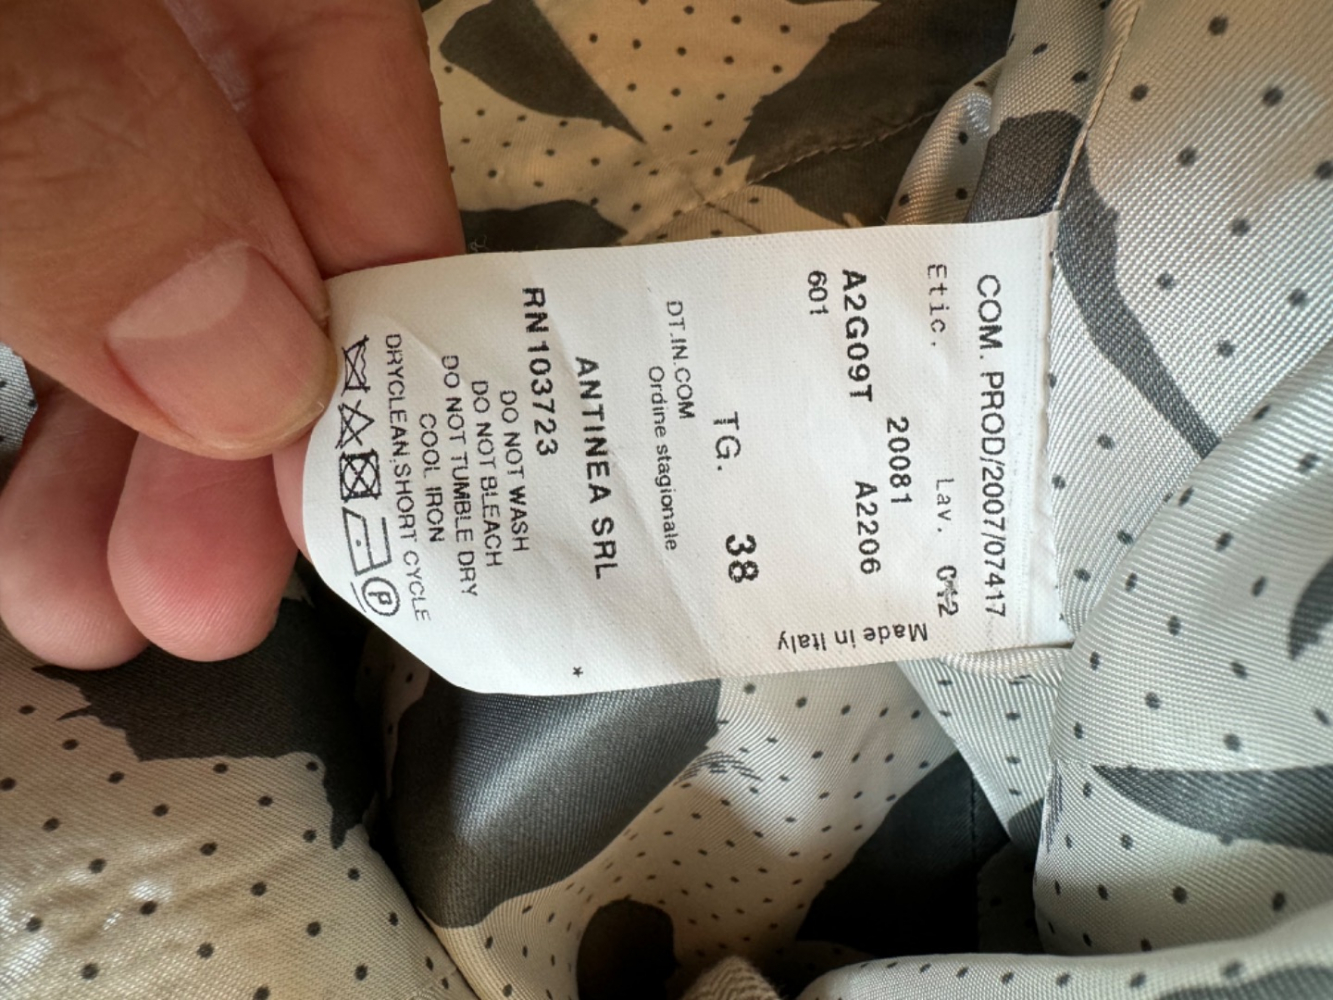 COM. PROD/2007/07417
Etic. Lav.
20081
A2G09T A2206
601
Made in Italy
TG. 38
DT.IN.COM
Ordine stagionale
ANTINEA SRL *
RN 103723
DO NOT WASH
DO NOT BLEACH
DO NOT TUMBLE DRY
COOL IRON
DRYCLEAN,SHORT CYCLE
P